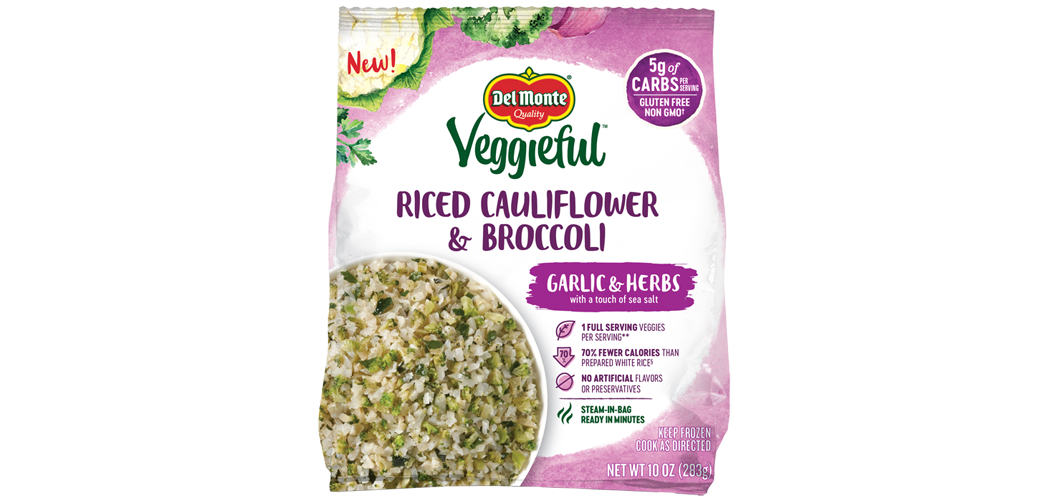 New!
Del Monte®
Quality
Veggieful™
5g of
CARBS PER SERVING
GLUTEN FREE
NON GMO†
RICED CAULIFLOWER
& BROCCOLI
GARLIC & HERBS
with a touch of sea salt
1 FULL SERVING VEGGIES
PER SERVING**
70%
70% FEWER CALORIES THAN
PREPARED WHITE RICE§
NO ARTIFICIAL FLAVORS
OR PRESERVATIVES
STEAM-IN-BAG
READY IN MINUTES
KEEP FROZEN
COOK AS DIRECTED
NET WT 10 OZ (283g)